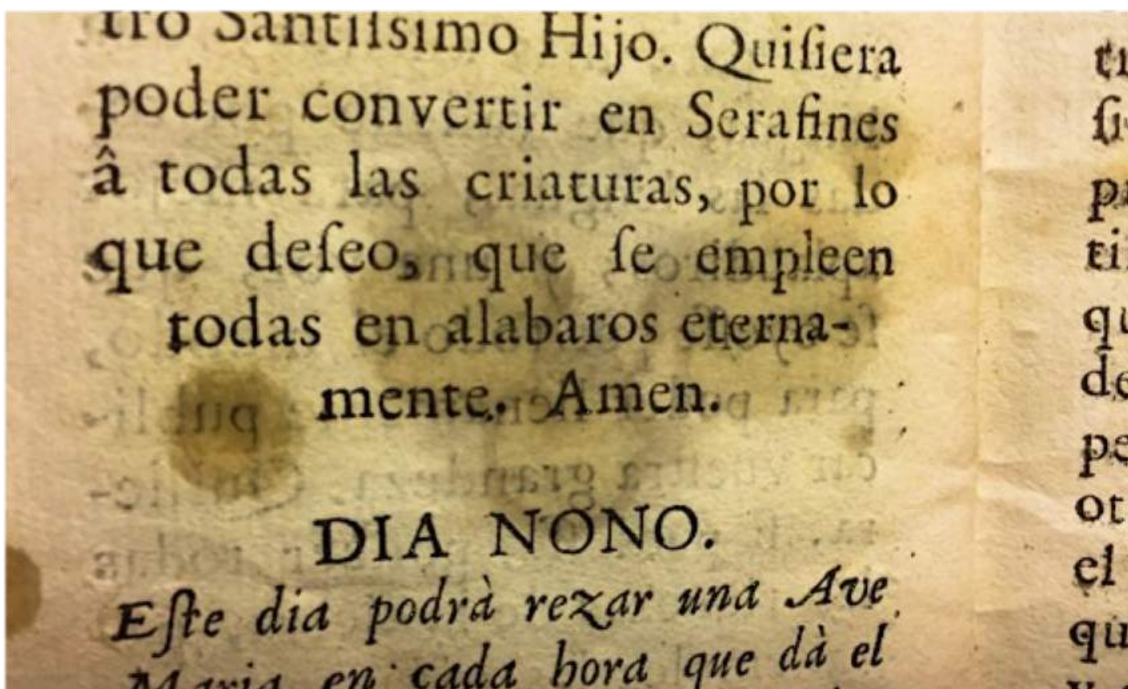 tro Santiſsimo Hijo. Quiſiera
poder convertir en Serafines
â todas las criaturas, por lo
que deſeo, que ſe empleen
todas en alabaros eterna-
mente. Amen.
DIA NONO.
Eſte dia podrà rezar una Ave
Maria en cada hora que dà el